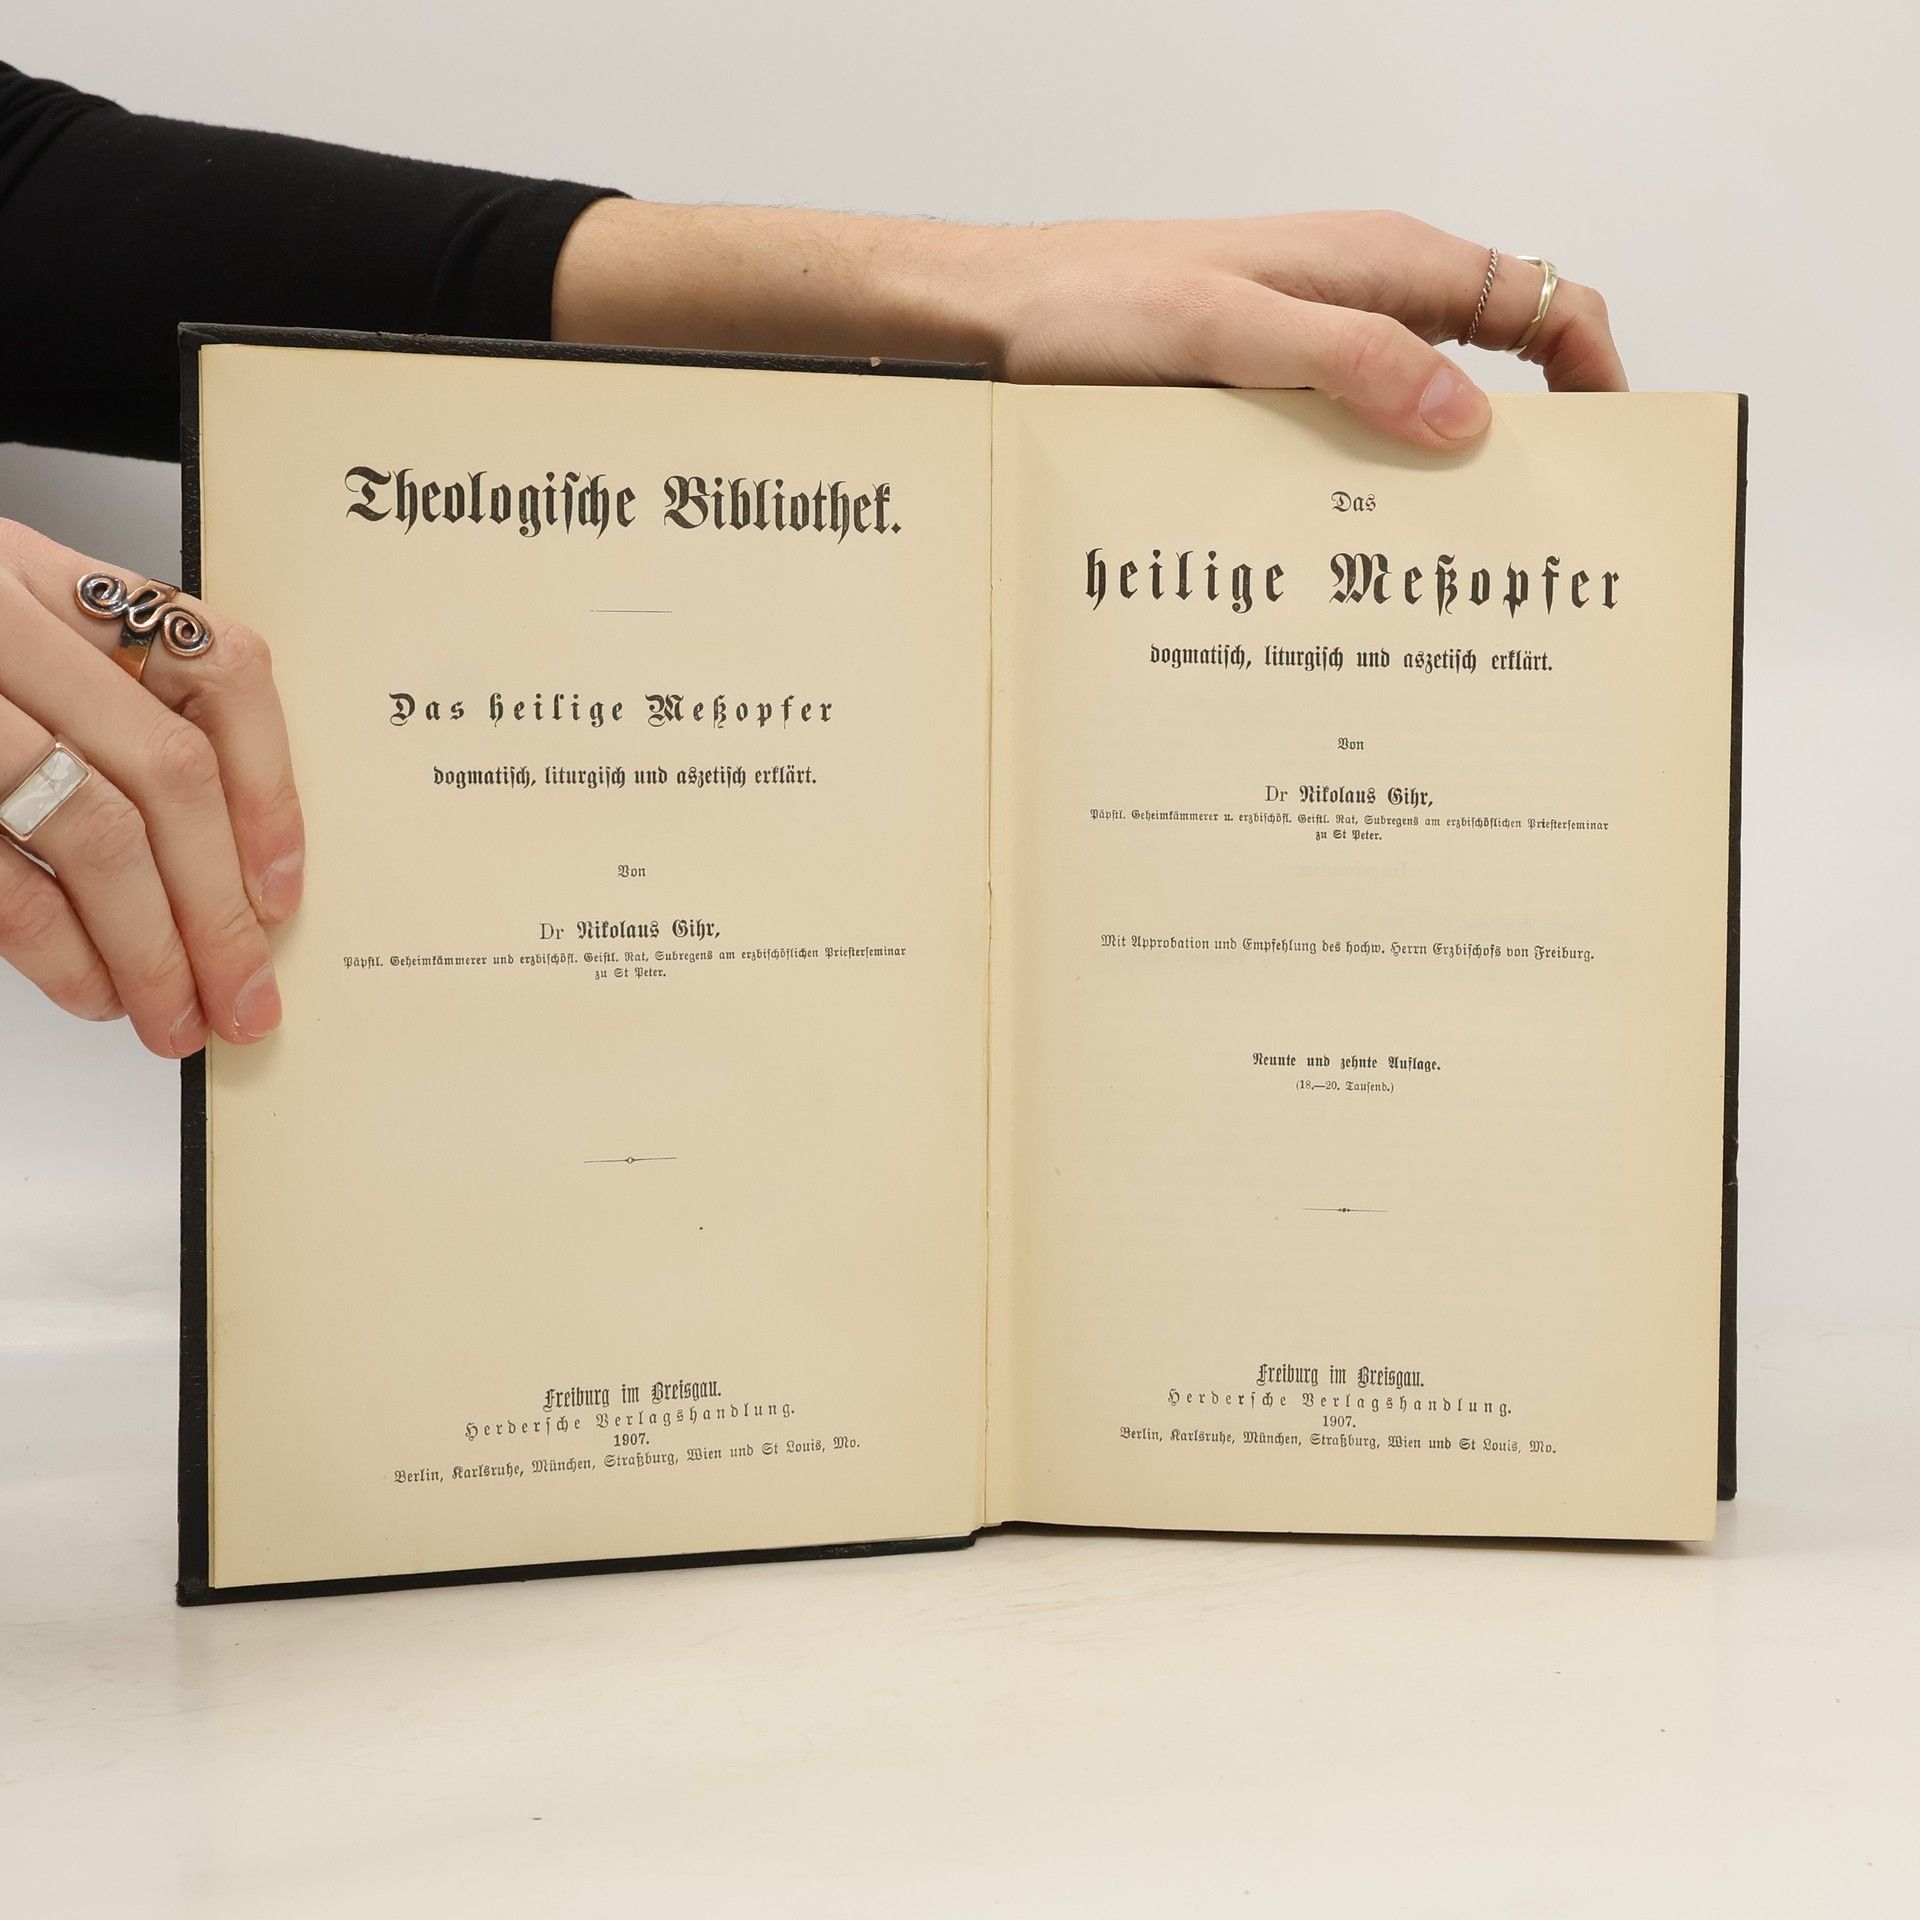 Theologische Bibliothek.
Das heilige Meßopfer
dogmatisch, liturgisch und aszetisch erklärt.
Von
Dr Nikolaus Gihr,
Päpstl. Geheimkämmerer und erzbischöfl. Geistl. Rat, Subregens am erzbischöflichen Priesterseminar
zu St Peter.
Freiburg im Breisgau.
Herdersche Verlagshandlung.
1907.
Berlin, Karlsruhe, München, Straßburg, Wien und St Louis, Mo.
Das
heilige Meßopfer
dogmatisch, liturgisch und aszetisch erklärt.
Von
Dr Nikolaus Gihr,
Päpstl. Geheimkämmerer u. erzbischöfl. Geistl. Rat, Subregens am erzbischöflichen Priesterseminar
zu St Peter.
Mit Approbation und Empfehlung des hochw. Herrn Erzbischofs von Freiburg.
Neunte und zehnte Auflage.
(18.—20. Tausend.)
Freiburg im Breisgau.
Herdersche Verlagshandlung.
1907.
Berlin, Karlsruhe, München, Straßburg, Wien und St Louis, Mo.